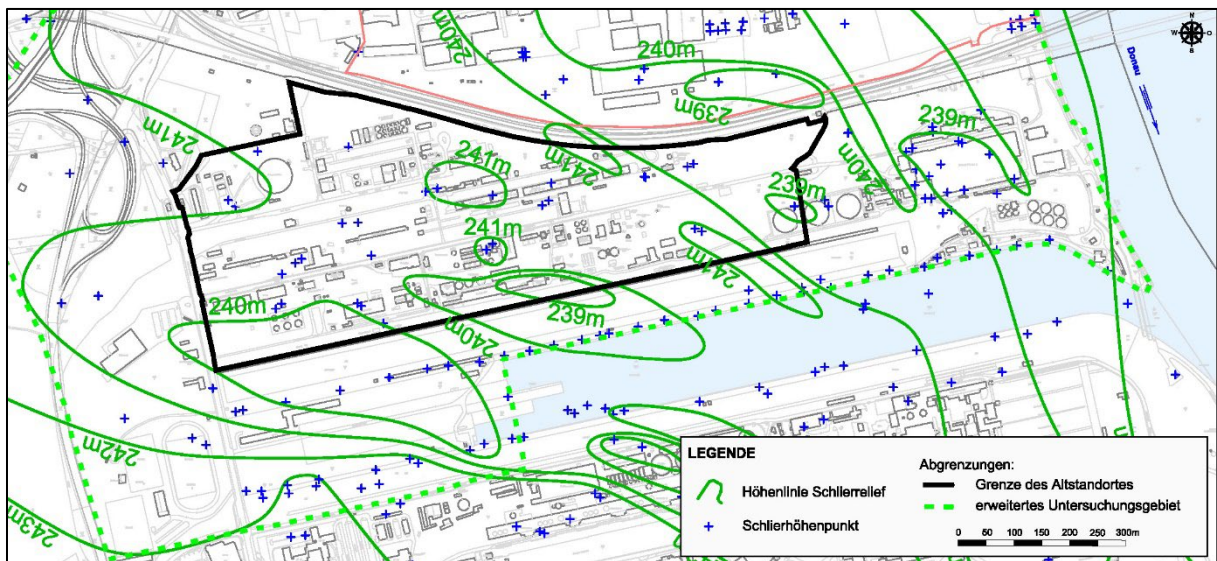 240m
240m
N
W
O
S
Donau
239m
241m
239m
241m
241m
240m
239m
241m
241m
240m
239m
240m
242m
243m
LEGENDE
Höhenlinie Schlierrelief
Schlierhöhenpunkt
Abgrenzungen:
Grenze des Altstandortes
erweitertes Untersuchungsgebiet
0 50 100 150 200 250 300m